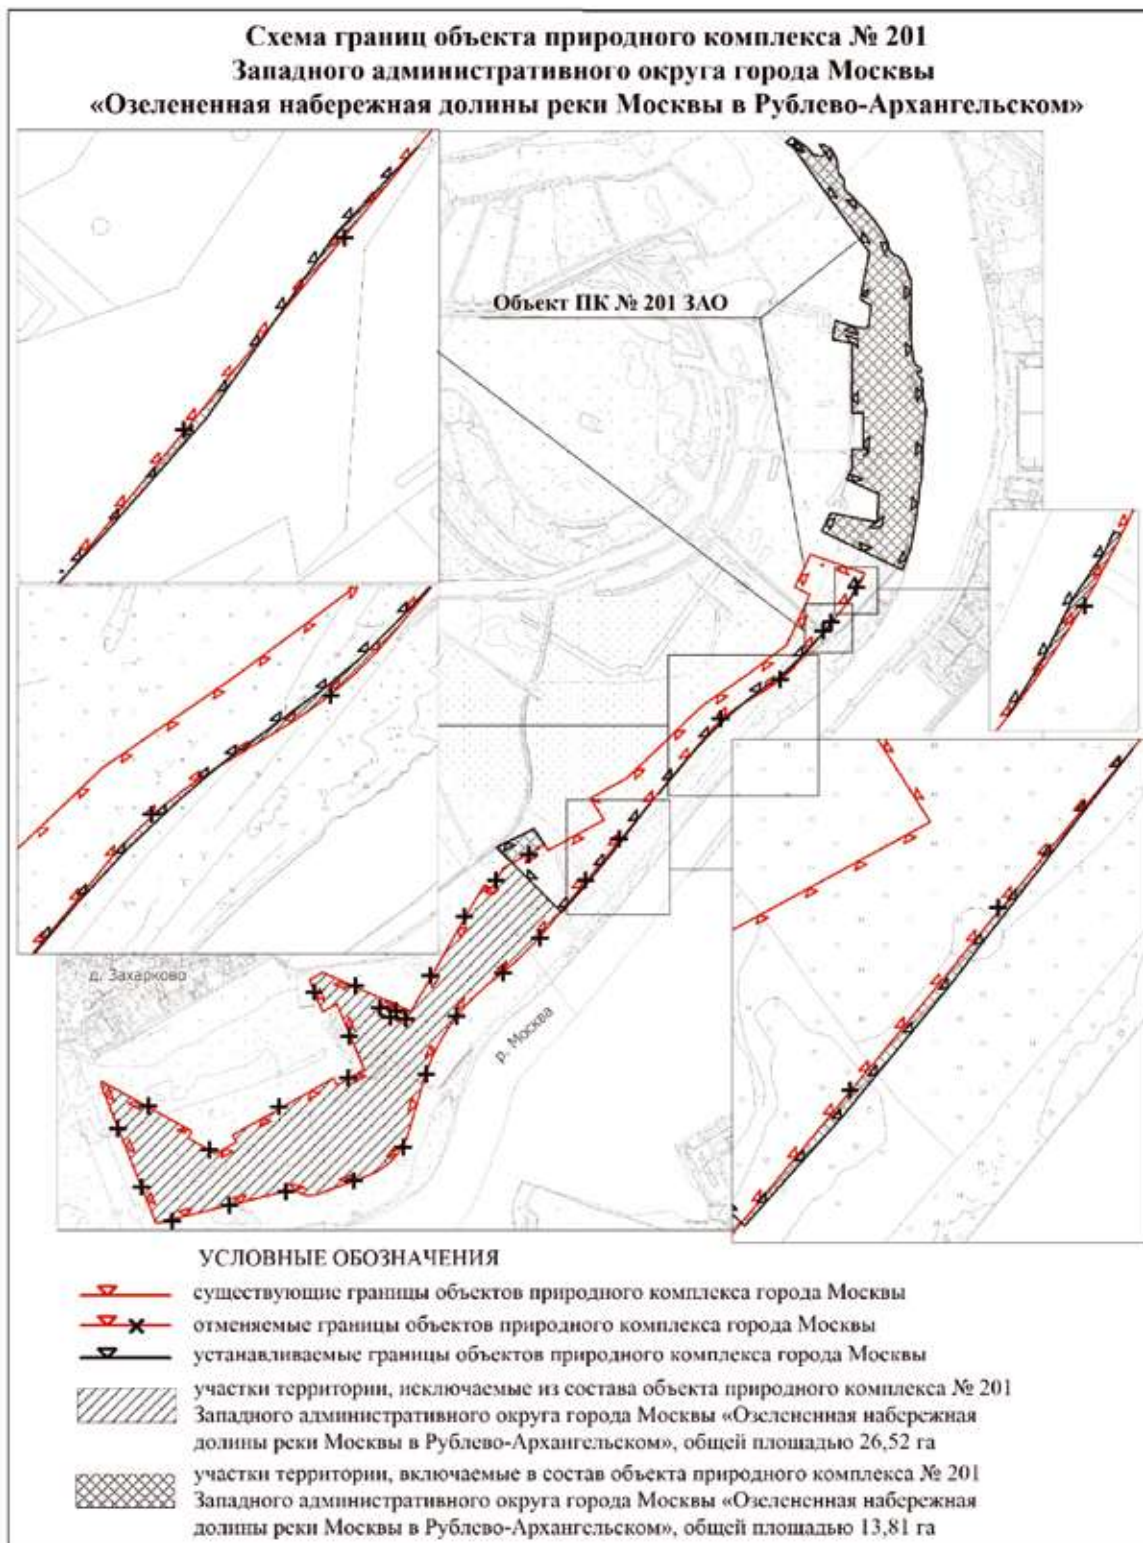 Схема границ объекта природного комплекса № 201
Западного административного округа города Москвы
«Озелененная набережная долины реки Москвы в Рублево-Архангельском»
Объект ПК № 201 ЗАО
д. Захарково
р. Москва
УСЛОВНЫЕ ОБОЗНАЧЕНИЯ
существующие границы объектов природного комплекса города Москвы
отменяемые границы объектов природного комплекса города Москвы
устанавливаемые границы объектов природного комплекса города Москвы
участки территории, исключаемые из состава объекта природного комплекса № 201
Западного административного округа города Москвы «Озелененная набережная
долины реки Москвы в Рублево-Архангельском», общей площадью 26,52 га
участки территории, включаемые в состав объекта природного комплекса № 201
Западного административного округа города Москвы «Озелененная набережная
долины реки Москвы в Рублево-Архангельском», общей площадью 13,81 га